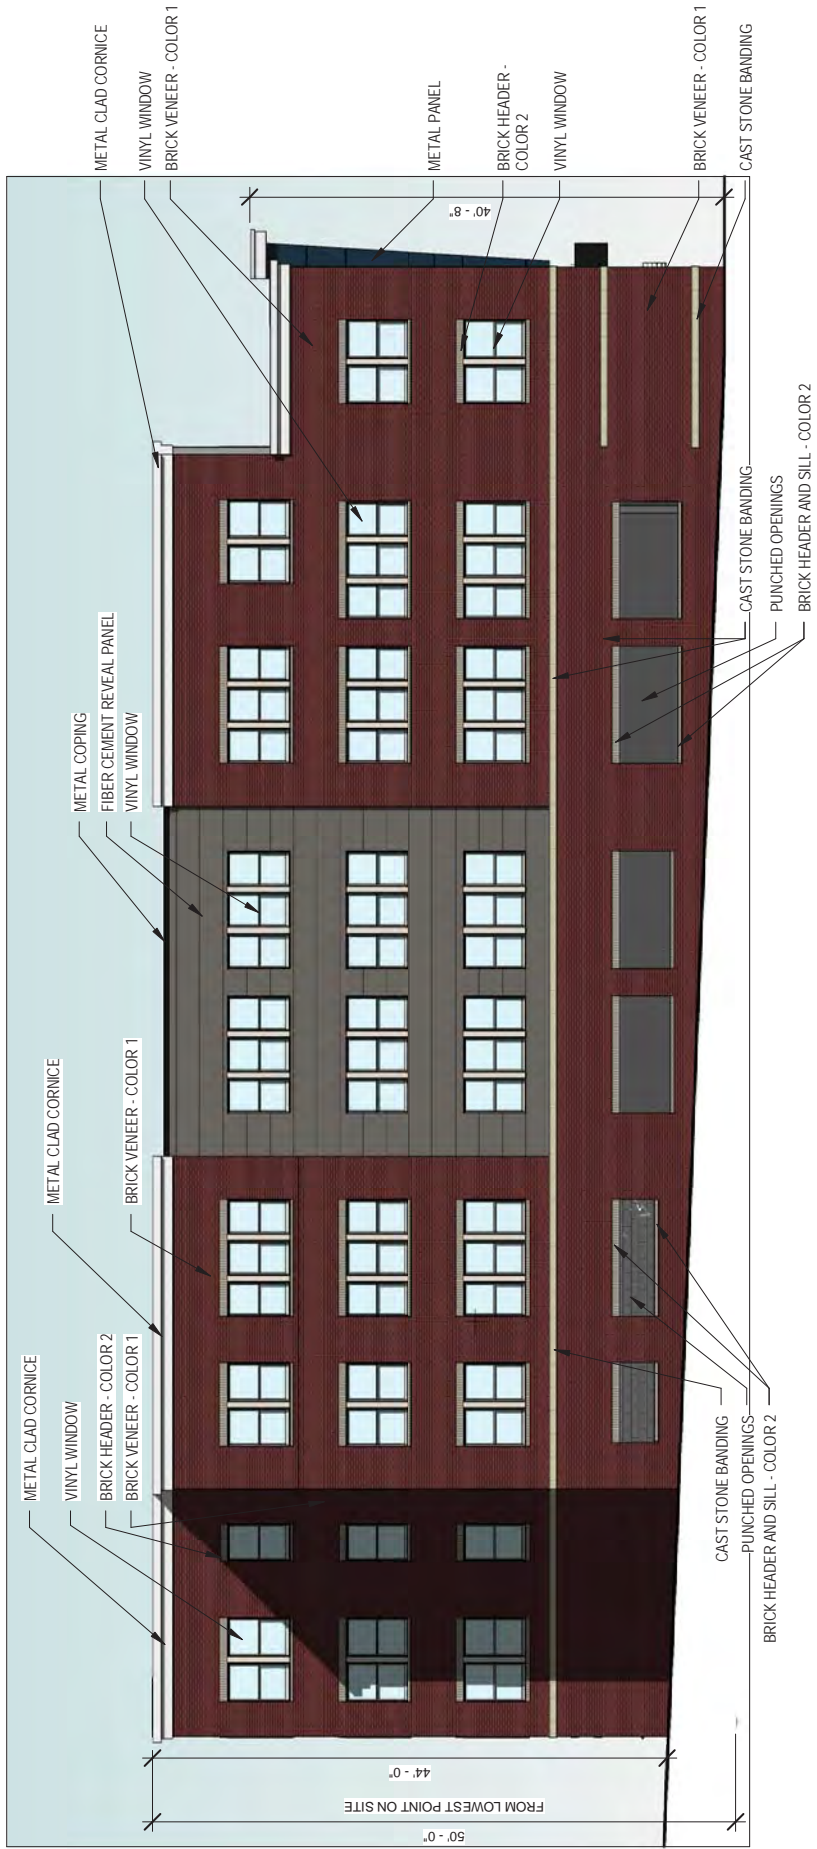 METAL CLAD CORNICE
VINYL WINDOW
BRICK HEADER - COLOR 2
BRICK VENEER - COLOR 1
METAL CLAD CORNICE
BRICK VENEER - COLOR 1
METAL COPING
FIBER CEMENT REVEAL PANEL
VINYL WINDOW
METAL CLAD CORNICE
VINYL WINDOW
BRICK VENEER - COLOR 1
METAL PANEL
BRICK HEADER -
COLOR 2
VINYL WINDOW
BRICK VENEER - COLOR 1
CAST STONE BANDING
40' - 8"
50' - 0"
FROM LOWEST POINT ON SITE
44' - 0"
CAST STONE BANDING
PUNCHED OPENINGS
BRICK HEADER AND SILL - COLOR 2
CAST STONE BANDING
PUNCHED OPENINGS
BRICK HEADER AND SILL - COLOR 2